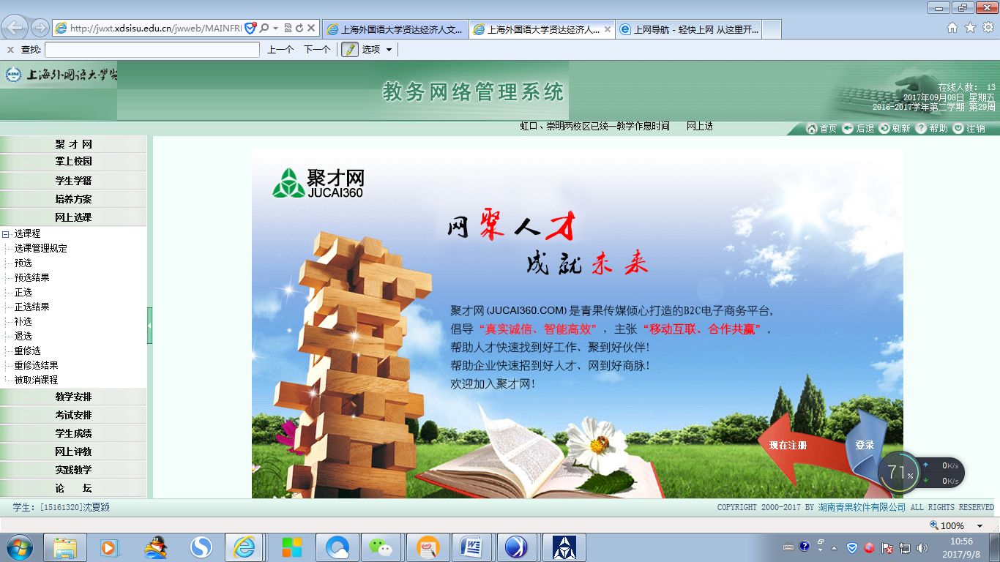 http://jwxt.xdsisu.edu.cn/jwweb/MAINFRI
上海外国语大学贤达经济人文...
上海外国语大学贤达经济人...
上网导航 - 轻快上网 从这里开...
查找:
上一个
下一个
选项
上海外国语大学
教务网络管理系统
在线人数: 13
2017年09月08日 星期五
2016-2017学年第二学期 第29周
虹口、崇明两校区已统一教学作息时间 网上选
首页 后退 刷新 帮助 注销
聚 才 网
掌上校园
学生学籍
培养方案
网上选课
选课程
选课管理规定
预选
预选结果
正选
正选结果
补选
退选
重修选
重修选结果
被取消课程
教学安排
考试安排
学生成绩
网上评教
实践教学
论 坛
聚才网
JUCAI360
网聚人才
成就未来
聚才网(JUCAI360.COM)是青果传媒倾心打造的B2C电子商务平台,
倡导“真实诚信、智能高效”，主张“移动互联、合作共赢”。
帮助人才快速找到好工作、聚到好伙伴!
帮助企业快速招到好人才、网到好商脉!
欢迎加入聚才网!
现在注册
登录
71%
0K/s
0K/s
学生：[15161320]沈夏颖
COPYRIGHT 2000-2017 BY 湖南青果软件有限公司 ALL RIGHTS RESERVED
100%
10:56
2017/9/8